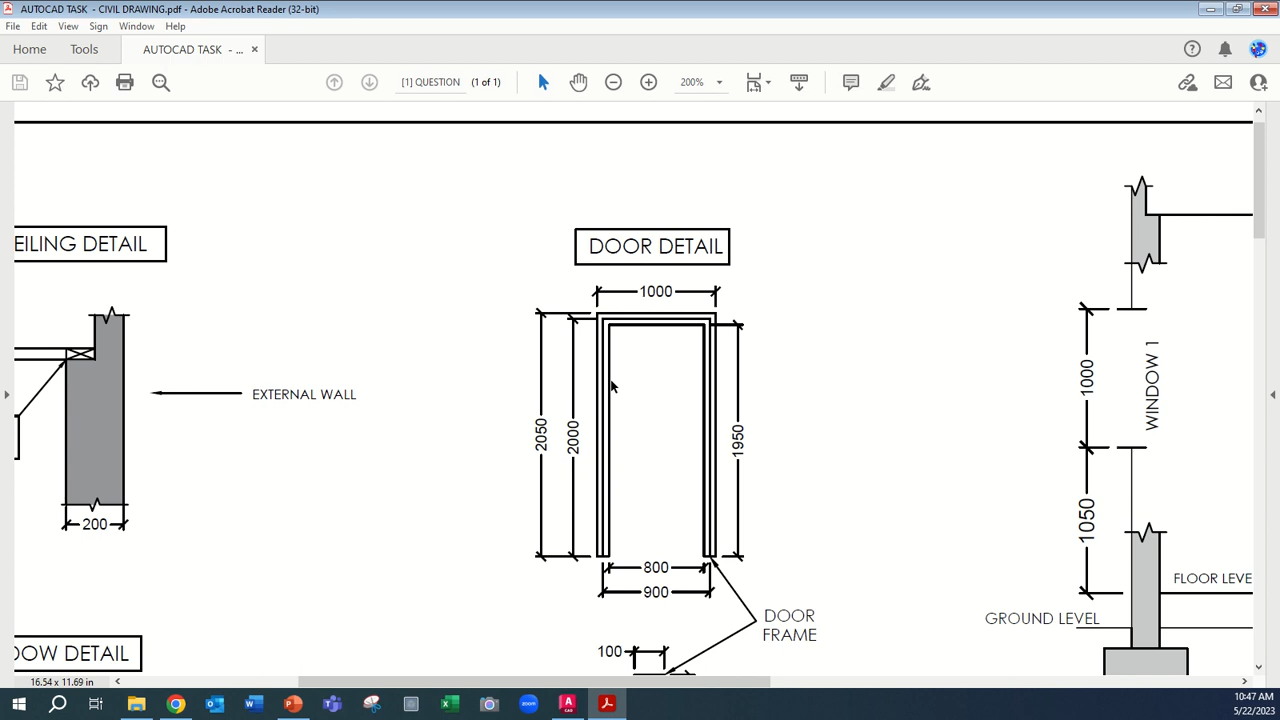 AUTOCAD TASK - CIVIL DRAWING.pdf - Adobe Acrobat Reader (32-bit)
File Edit View Sign Window Help
Home Tools AUTOCAD TASK - ...
[1] QUESTION (1 of 1) 200%
EILING DETAIL
DOOR DETAIL
1000
EXTERNAL WALL
2050
2000
1950
1000
WINDOW 1
200
1050
800
900
FLOOR LEVE
GROUND LEVEL
DOOR
FRAME
100
DOW DETAIL
16.54 x 11.69 in
10:47 AM
5/22/2023